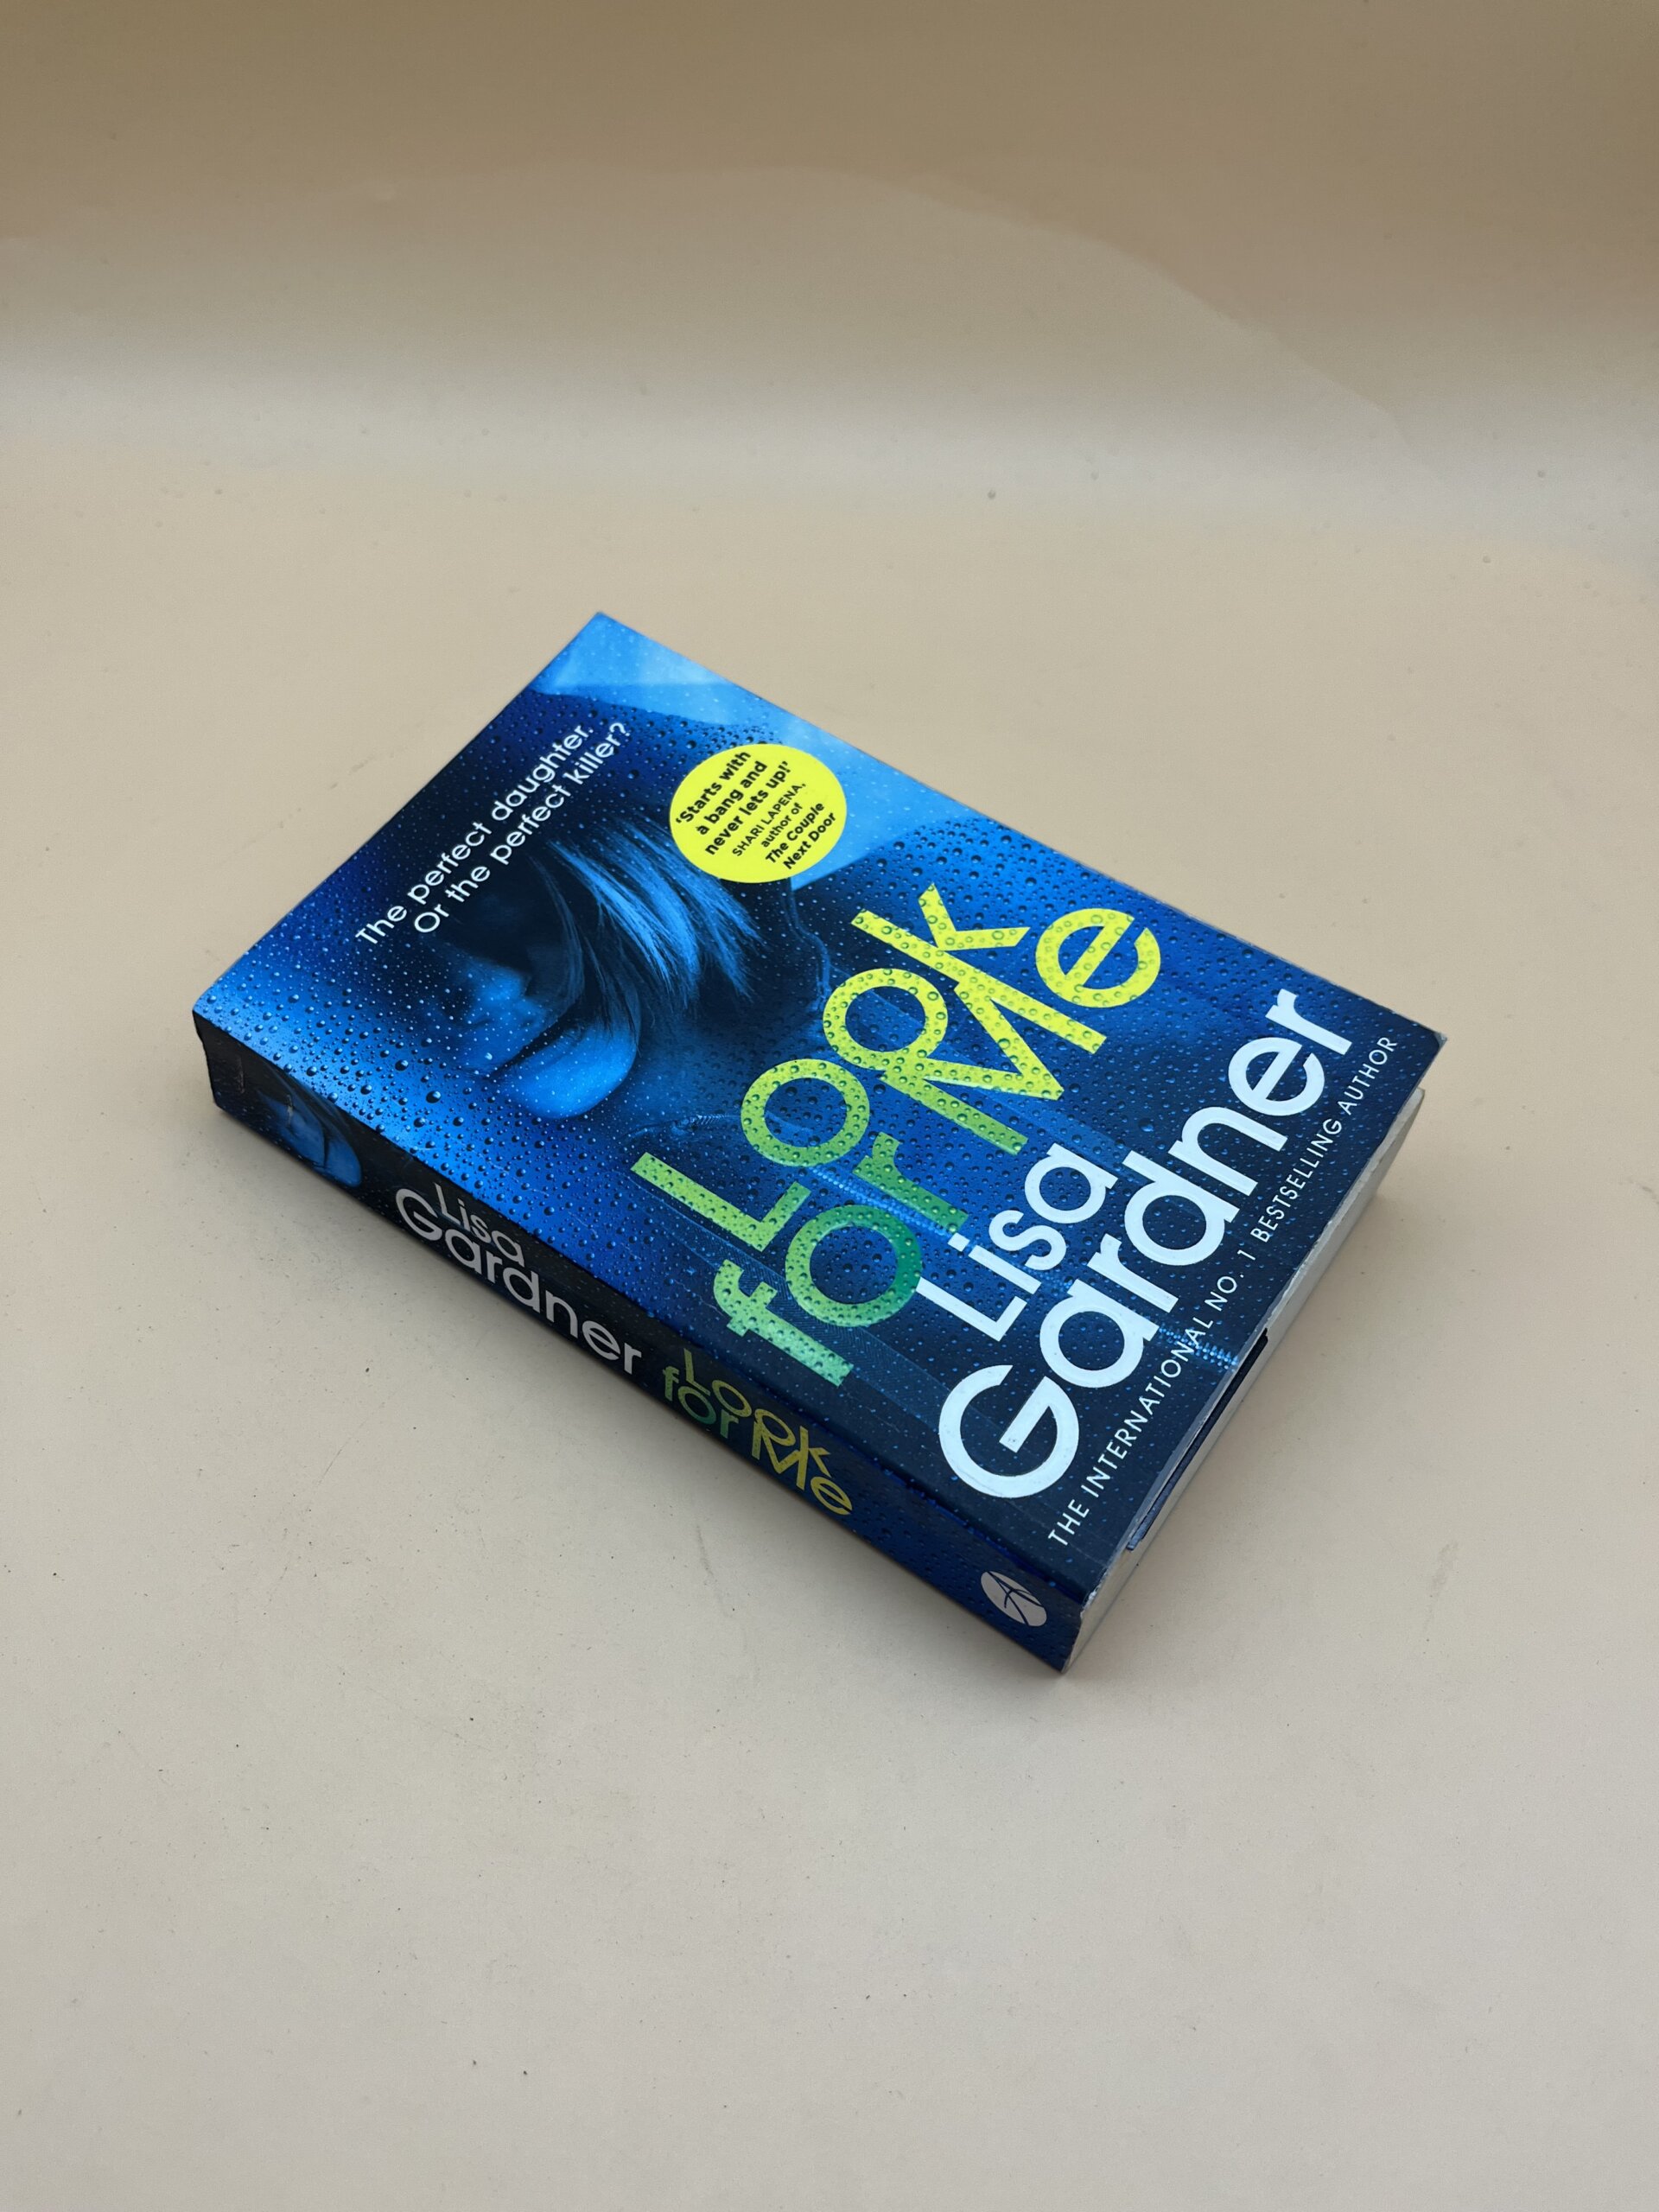 The perfect daughter.
Or the perfect killer?
'Starts with
a bang and
never lets up!'
SHARI LAPENA,
author of
The Couple
Next Door
Look
for Me
Lisa
Gardner
THE INTERNATIONAL NO. 1 BESTSELLING AUTHOR
Lisa
Gardner
Look
for Me